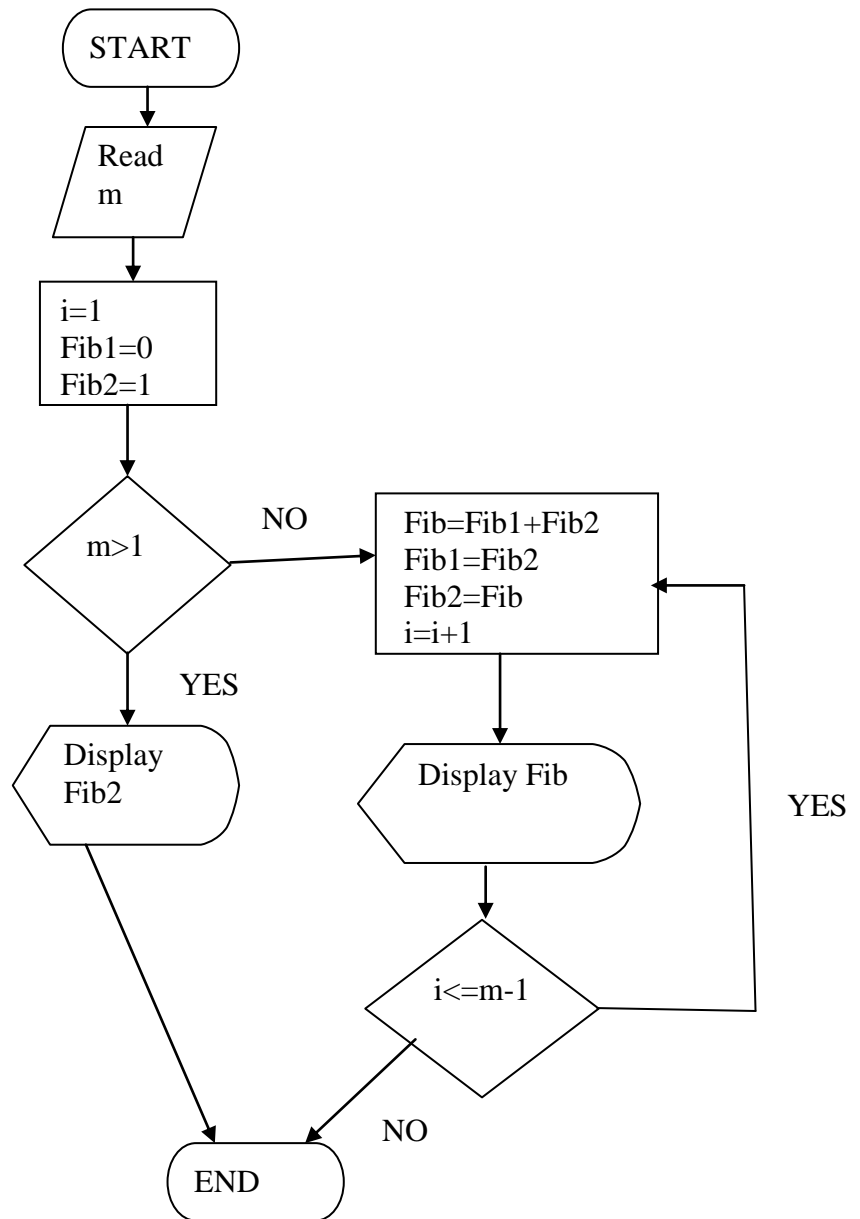 START
Read
m
i=1
Fib1=0
Fib2=1
m>1
NO
Fib=Fib1+Fib2
Fib1=Fib2
Fib2=Fib
i=i+1
YES
Display
Fib2
Display Fib
YES
i<=m-1
NO
END